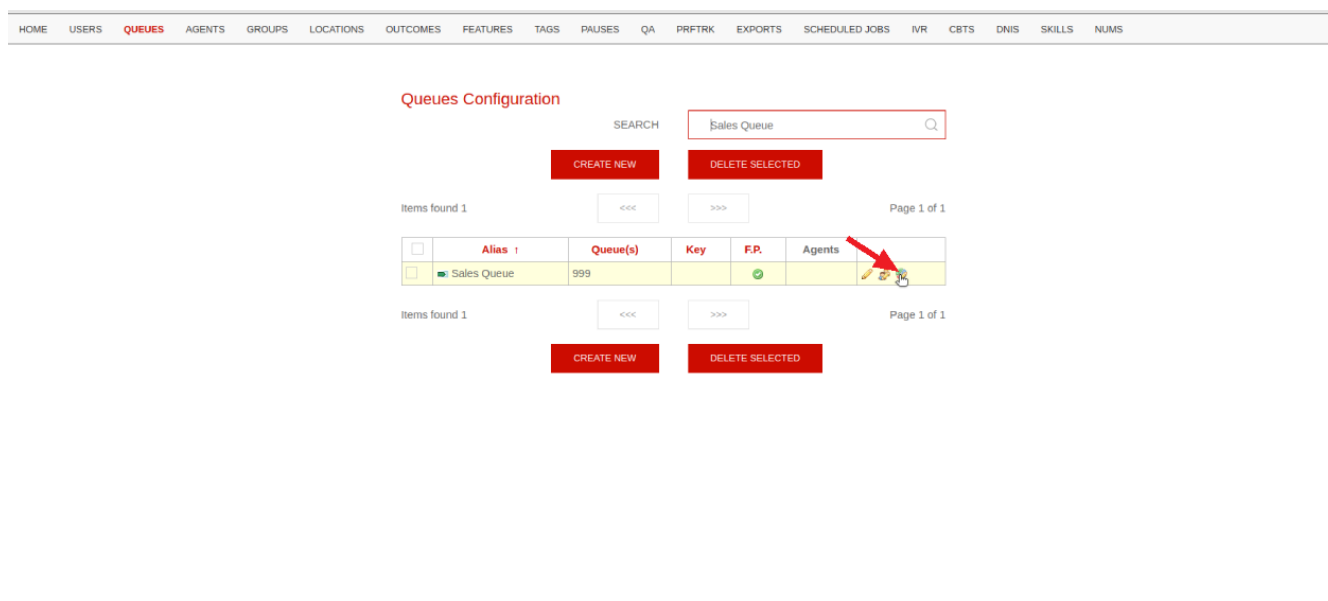 HOME USERS QUEUES AGENTS GROUPS LOCATIONS OUTCOMES FEATURES TAGS PAUSES QA PRFTRK EXPORTS SCHEDULED JOBS IVR CBTS DNIS SKILLS NUMS
Queues Configuration
SEARCH Sales Queue
CREATE NEW DELETE SELECTED
Items found 1 <<< >>> Page 1 of 1
Alias ↑ Queue(s) Key F.P. Agents
Sales Queue 999
Items found 1 <<< >>> Page 1 of 1
CREATE NEW DELETE SELECTED